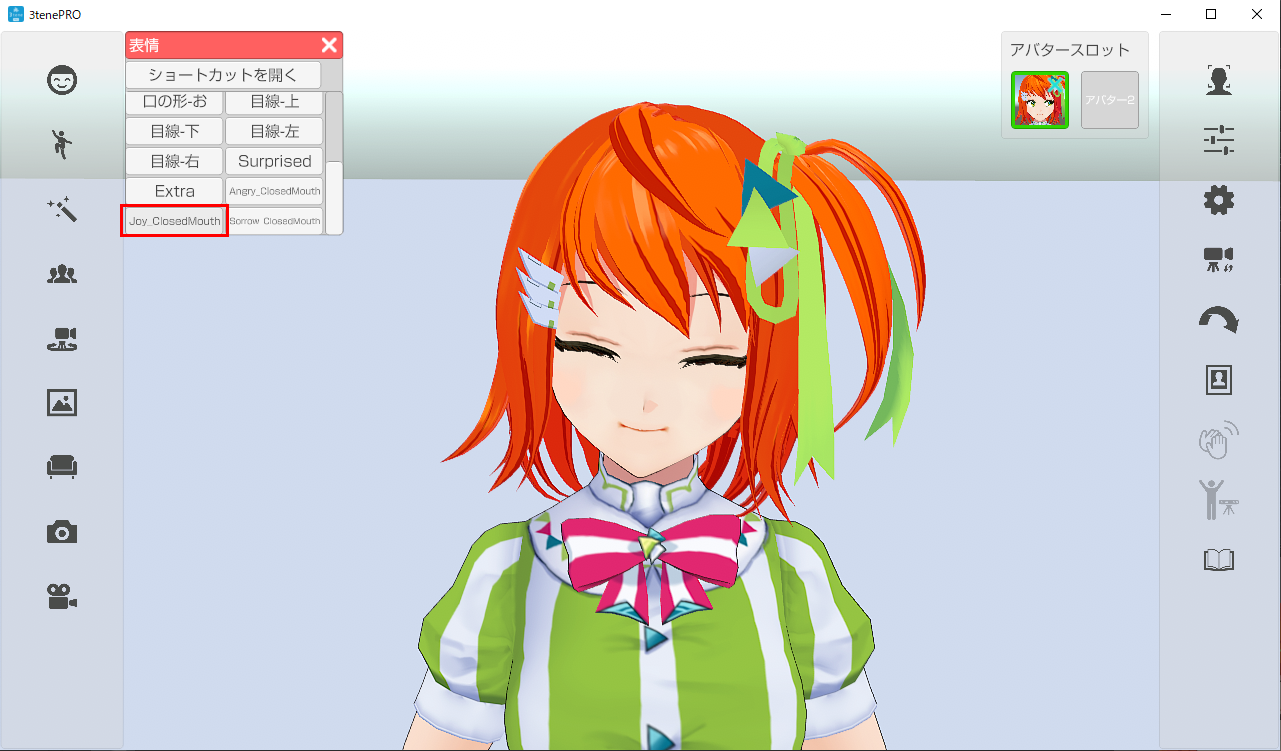 3tenePRO
表情
ショートカットを開く
口の形-お 目線-上
目線-下 目線-左
目線-右 Surprised
Extra Angry_ClosedMouth
Joy_ClosedMouth Sorrow_ClosedMouth
アバタースロット
アバター2